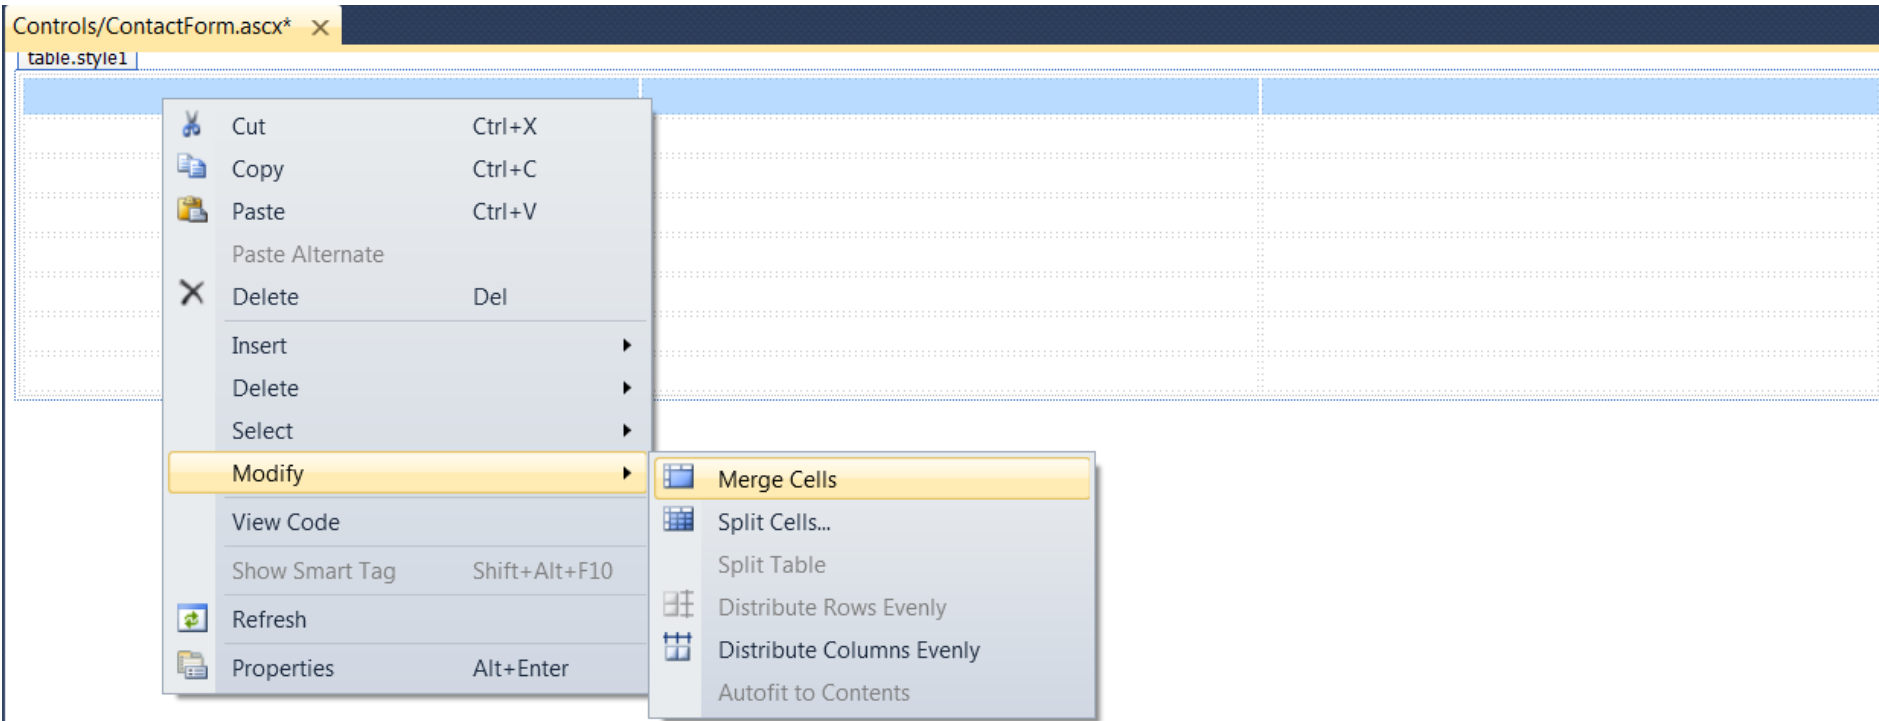 Controls/ContactForm.ascx*
table.style1
Cut Ctrl+X
Copy Ctrl+C
Paste Ctrl+V
Paste Alternate
Delete Del
Insert
Delete
Select
Modify
View Code
Show Smart Tag Shift+Alt+F10
Refresh
Properties Alt+Enter
Merge Cells
Split Cells...
Split Table
Distribute Rows Evenly
Distribute Columns Evenly
Autofit to Contents